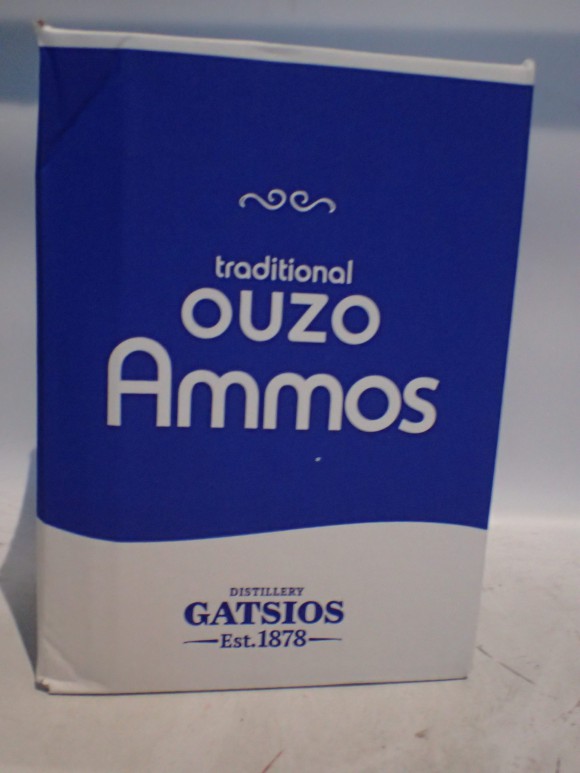 traditional
ouzo
Ammos
DISTILLERY
GATSIOS
Est. 1878